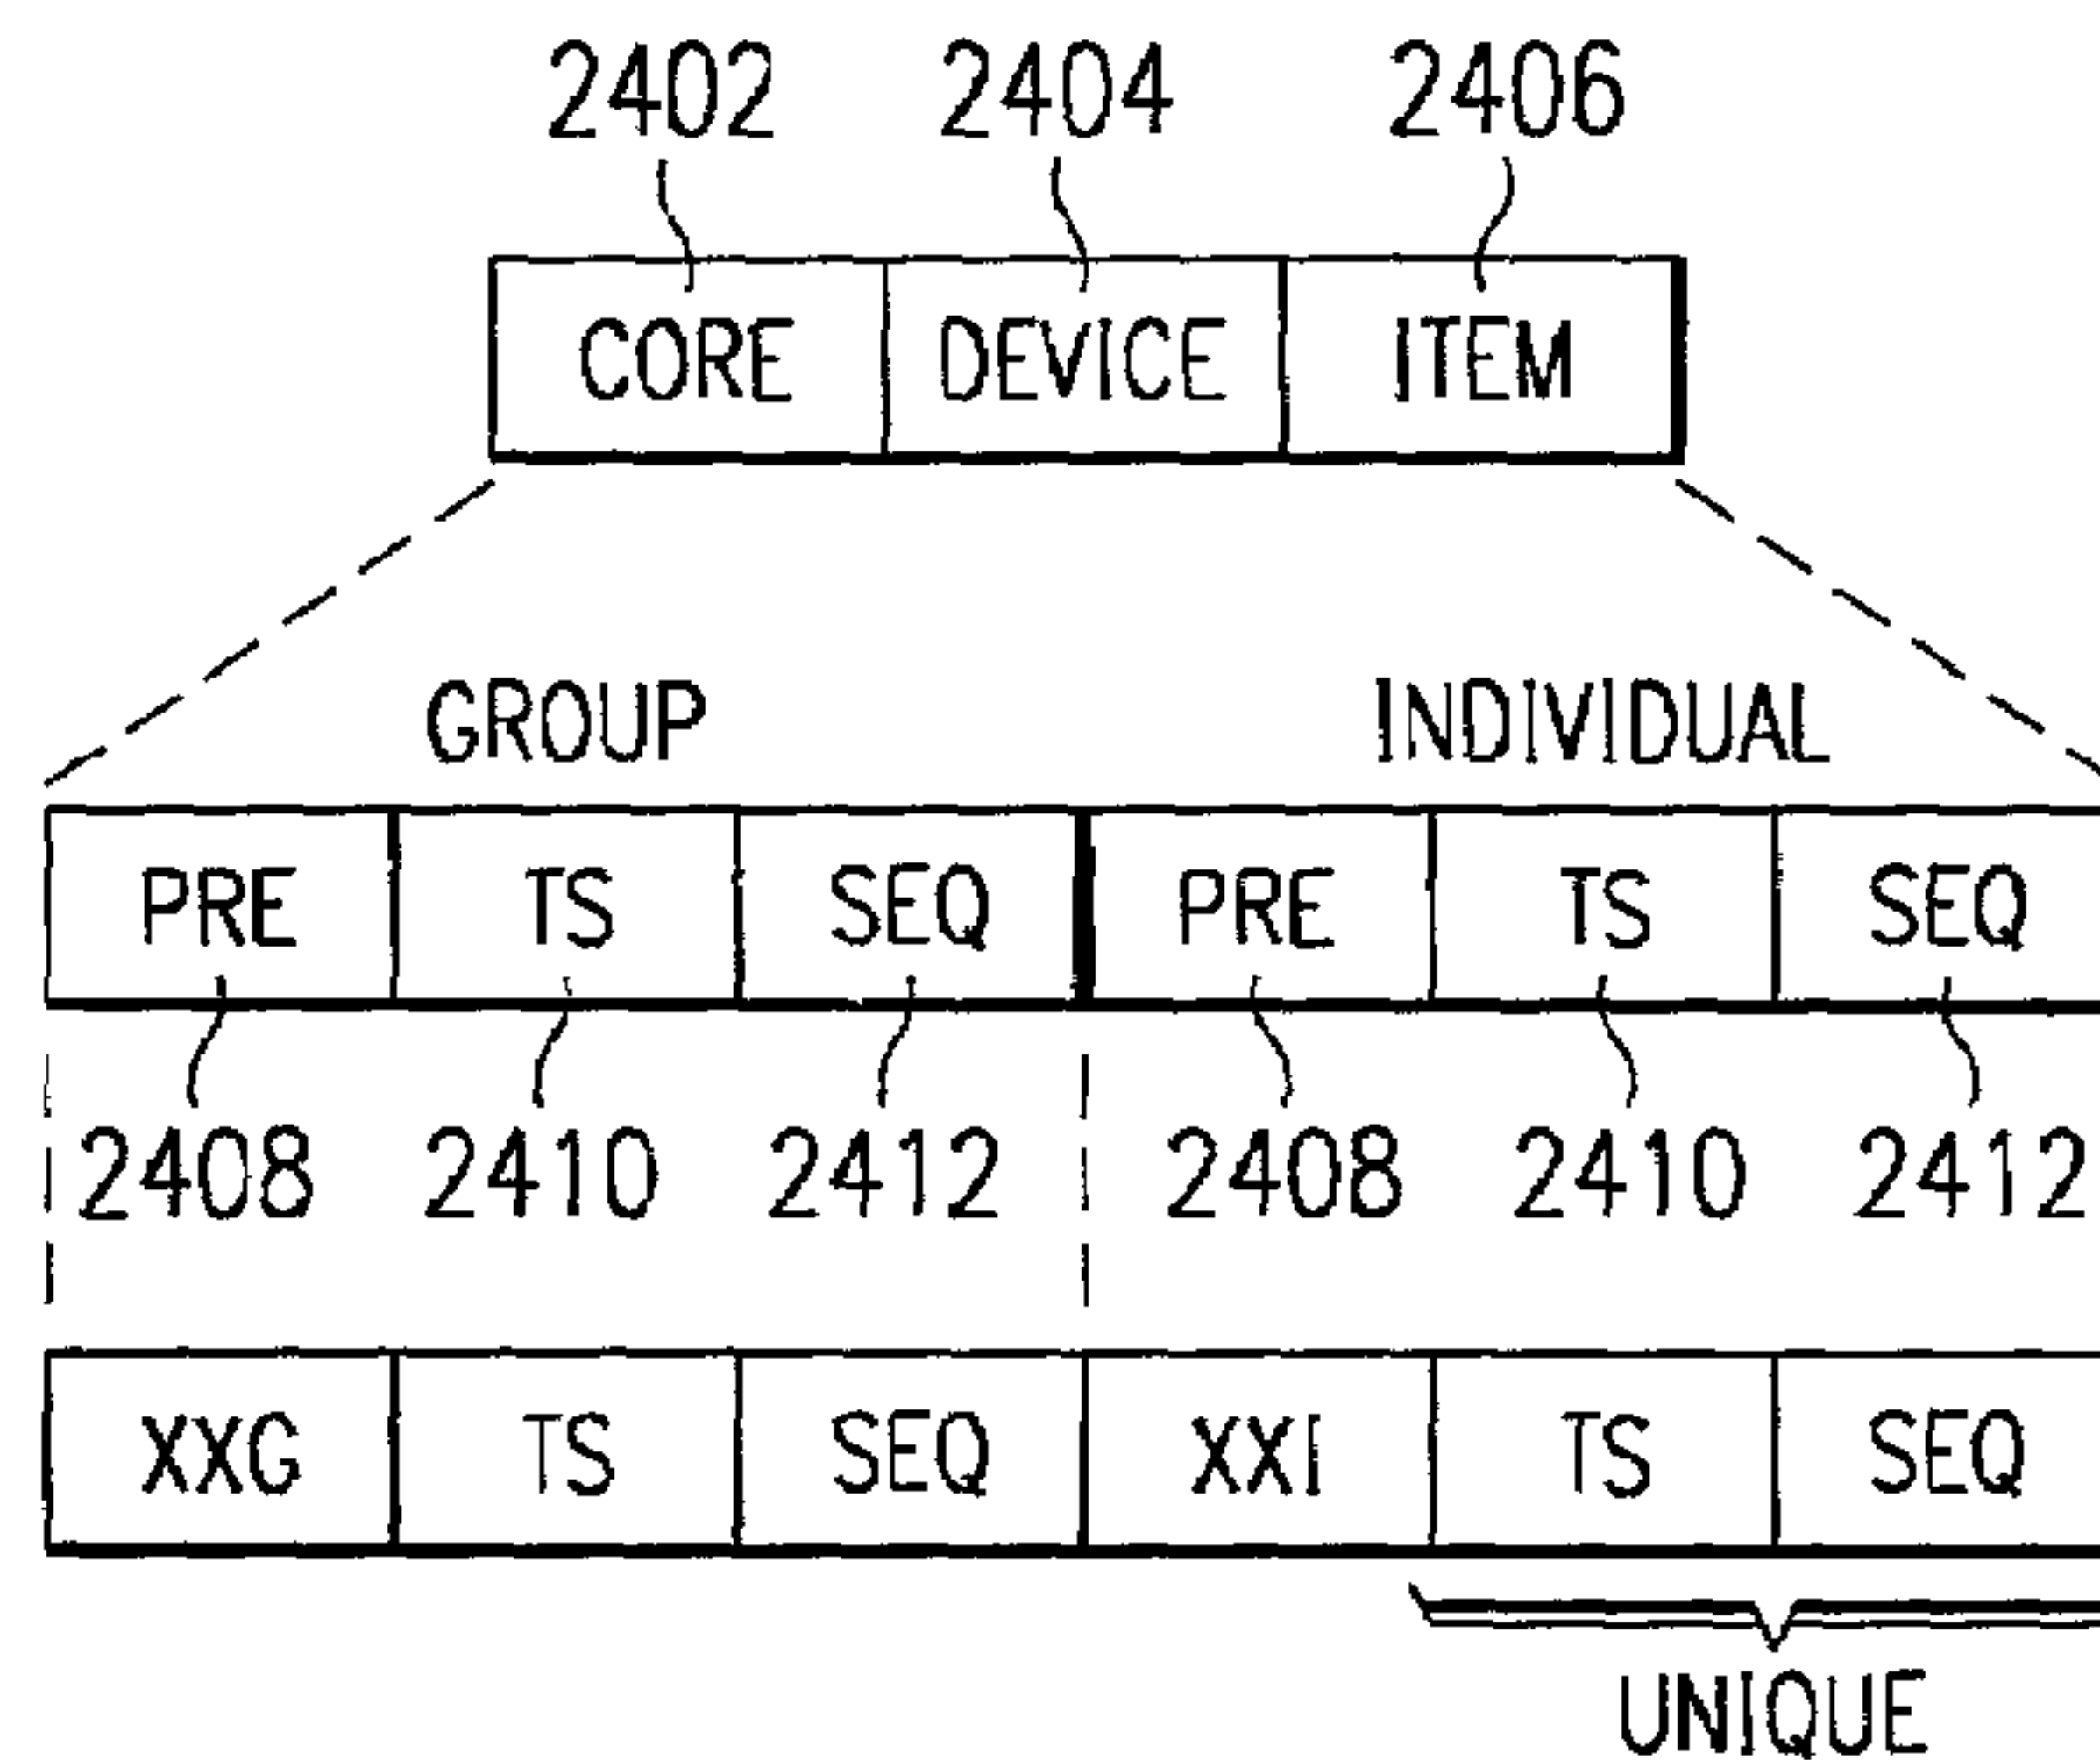 2402 2404 2406
CORE DEVICE ITEM
GROUP INDIVIDUAL
PRE TS SEQ PRE TS SEQ
2408 2410 2412 2408 2410 2412
XXG TS SEQ XXI TS SEQ
UNIQUE